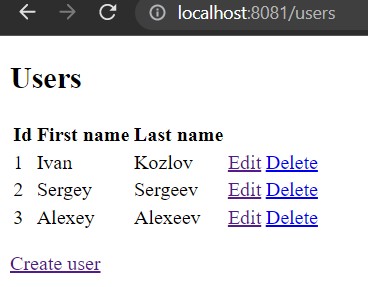 localhost:8081/users
Users
Id First name Last name
1 Ivan Kozlov Edit Delete
2 Sergey Sergeev Edit Delete
3 Alexey Alexeev Edit Delete
Create user